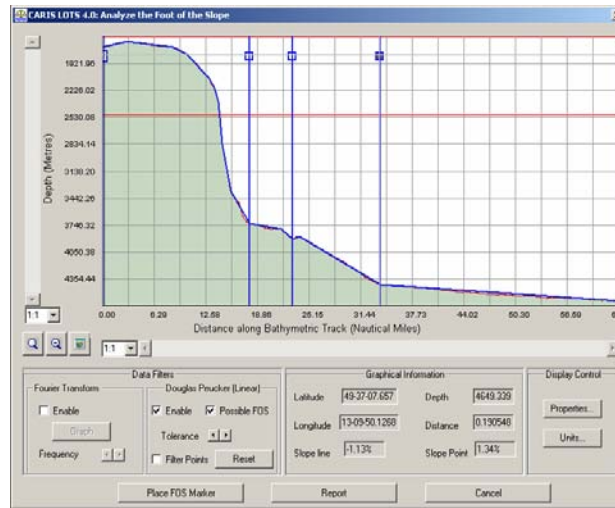 CARIS LOTS 4.0: Analyze the Foot of the Slope
Depth (Metres)
1921.96
2226.02
2530.08
2834.14
3138.20
3442.26
3746.32
4050.38
4354.44
0.00 6.29 12.58 18.86 25.15 31.44 37.73 44.02 50.30 56.59
Distance along Bathymetric Track (Nautical Miles)
1:1
1:1
Data Filters
Fourier Transform
Enable
Graph
Frequency
Douglas Peucker (Linear)
Enable Possible FOS
Tolerance
Filter Points Reset
Graphical Information
Latitude 49-37-07.657 Depth 4649.339
Longitude 13-09-50.1268 Distance 0.190548
Slope line -1.13% Slope Point 1.34%
Display Control
Properties...
Units...
Place FOS Marker Report Cancel